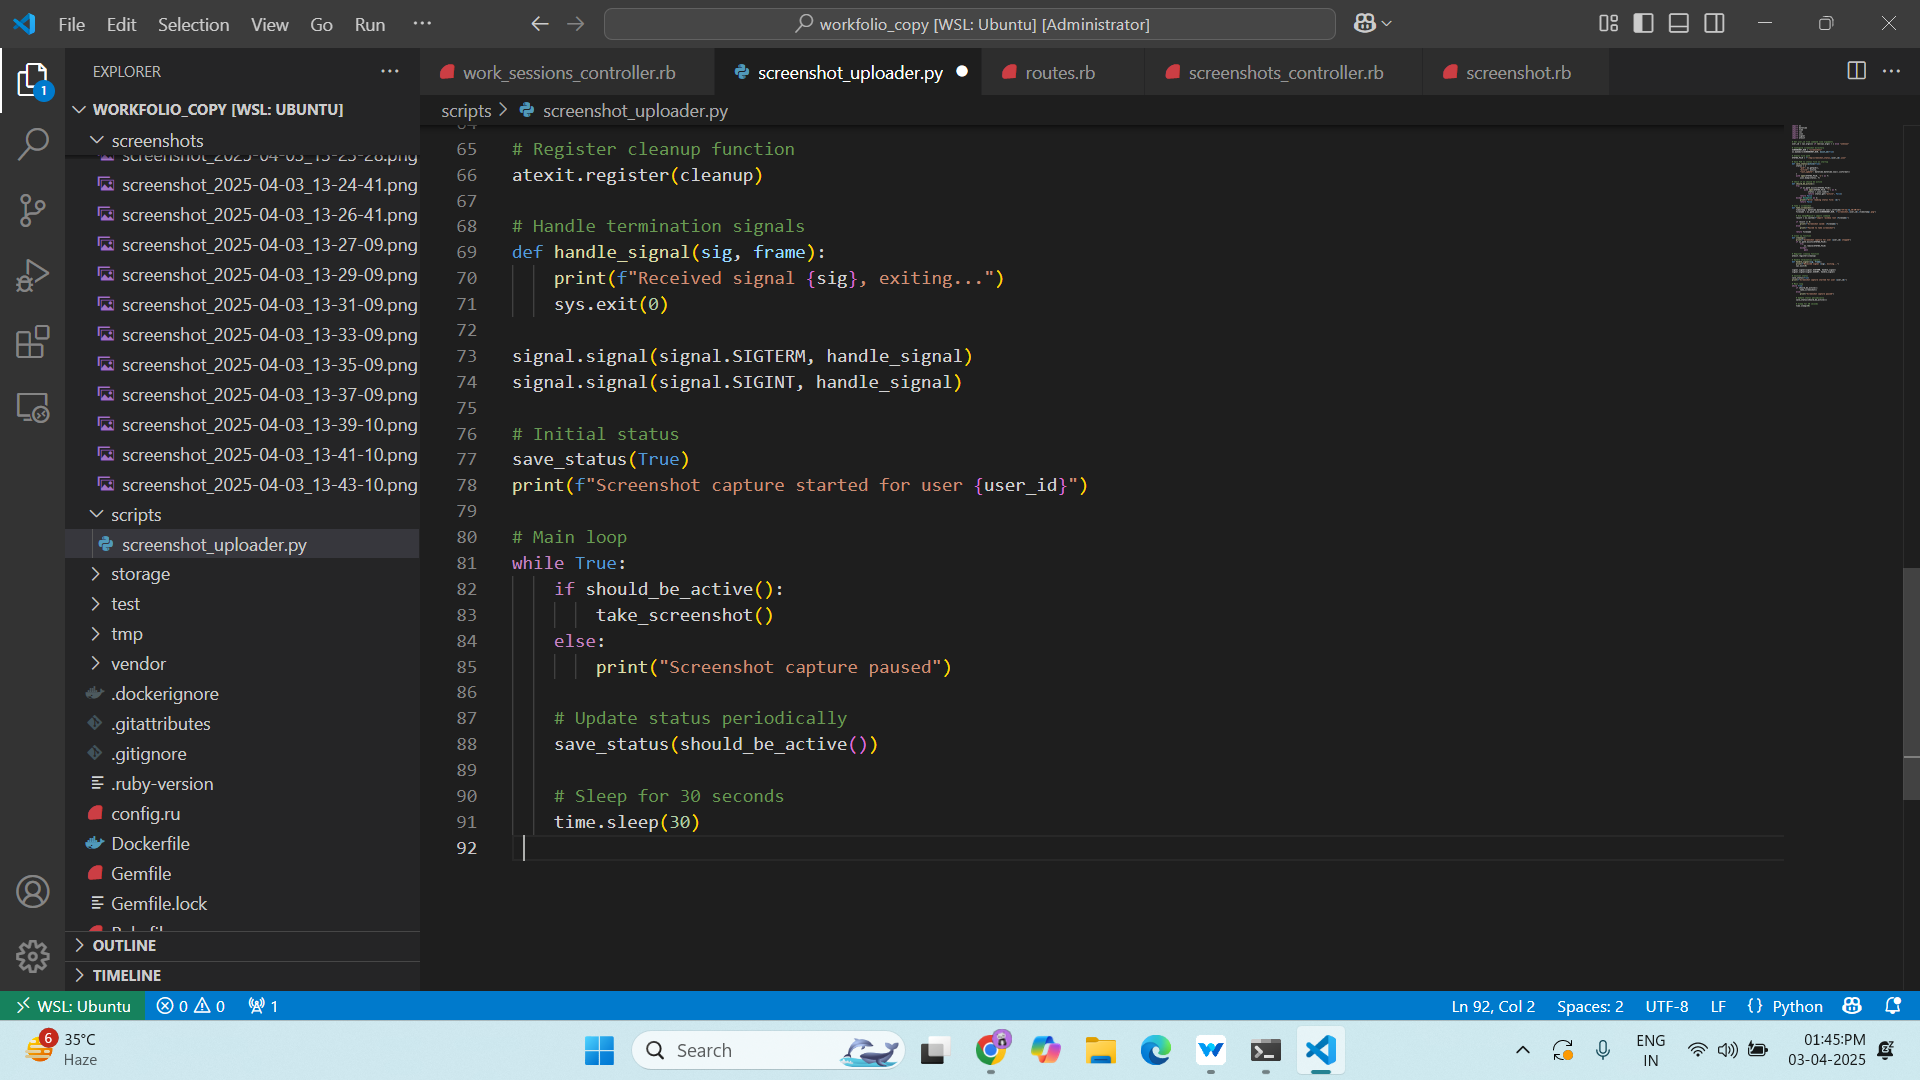 File Edit Selection View Go Run ···
workfolio_copy [WSL: Ubuntu] [Administrator]
EXPLORER
1
WORKFOLIO_COPY [WSL: UBUNTU]
screenshots
screenshot_2025-04-03_13-24-41.png
screenshot_2025-04-03_13-26-41.png
screenshot_2025-04-03_13-27-09.png
screenshot_2025-04-03_13-29-09.png
screenshot_2025-04-03_13-31-09.png
screenshot_2025-04-03_13-33-09.png
screenshot_2025-04-03_13-35-09.png
screenshot_2025-04-03_13-37-09.png
screenshot_2025-04-03_13-39-10.png
screenshot_2025-04-03_13-41-10.png
screenshot_2025-04-03_13-43-10.png
scripts
screenshot_uploader.py
storage
test
tmp
vendor
.dockerignore
.gitattributes
.gitignore
.ruby-version
config.ru
Dockerfile
Gemfile
Gemfile.lock
OUTLINE
TIMELINE
work_sessions_controller.rb screenshot_uploader.py routes.rb screenshots_controller.rb screenshot.rb
scripts > screenshot_uploader.py
65 # Register cleanup function
66 atexit.register(cleanup)
67
68 # Handle termination signals
69 def handle_signal(sig, frame):
70 print(f"Received signal {sig}, exiting...")
71 sys.exit(0)
72
73 signal.signal(signal.SIGTERM, handle_signal)
74 signal.signal(signal.SIGINT, handle_signal)
75
76 # Initial status
77 save_status(True)
78 print(f"Screenshot capture started for user {user_id}")
79
80 # Main loop
81 while True:
82 if should_be_active():
83 take_screenshot()
84 else:
85 print("Screenshot capture paused")
86
87 # Update status periodically
88 save_status(should_be_active())
89
90 # Sleep for 30 seconds
91 time.sleep(30)
92
WSL: Ubuntu 0 0 1
Ln 92, Col 2 Spaces: 2 UTF-8 LF {} Python
6 35°C
Haze
Search
ENG
IN
01:45:PM
03-04-2025